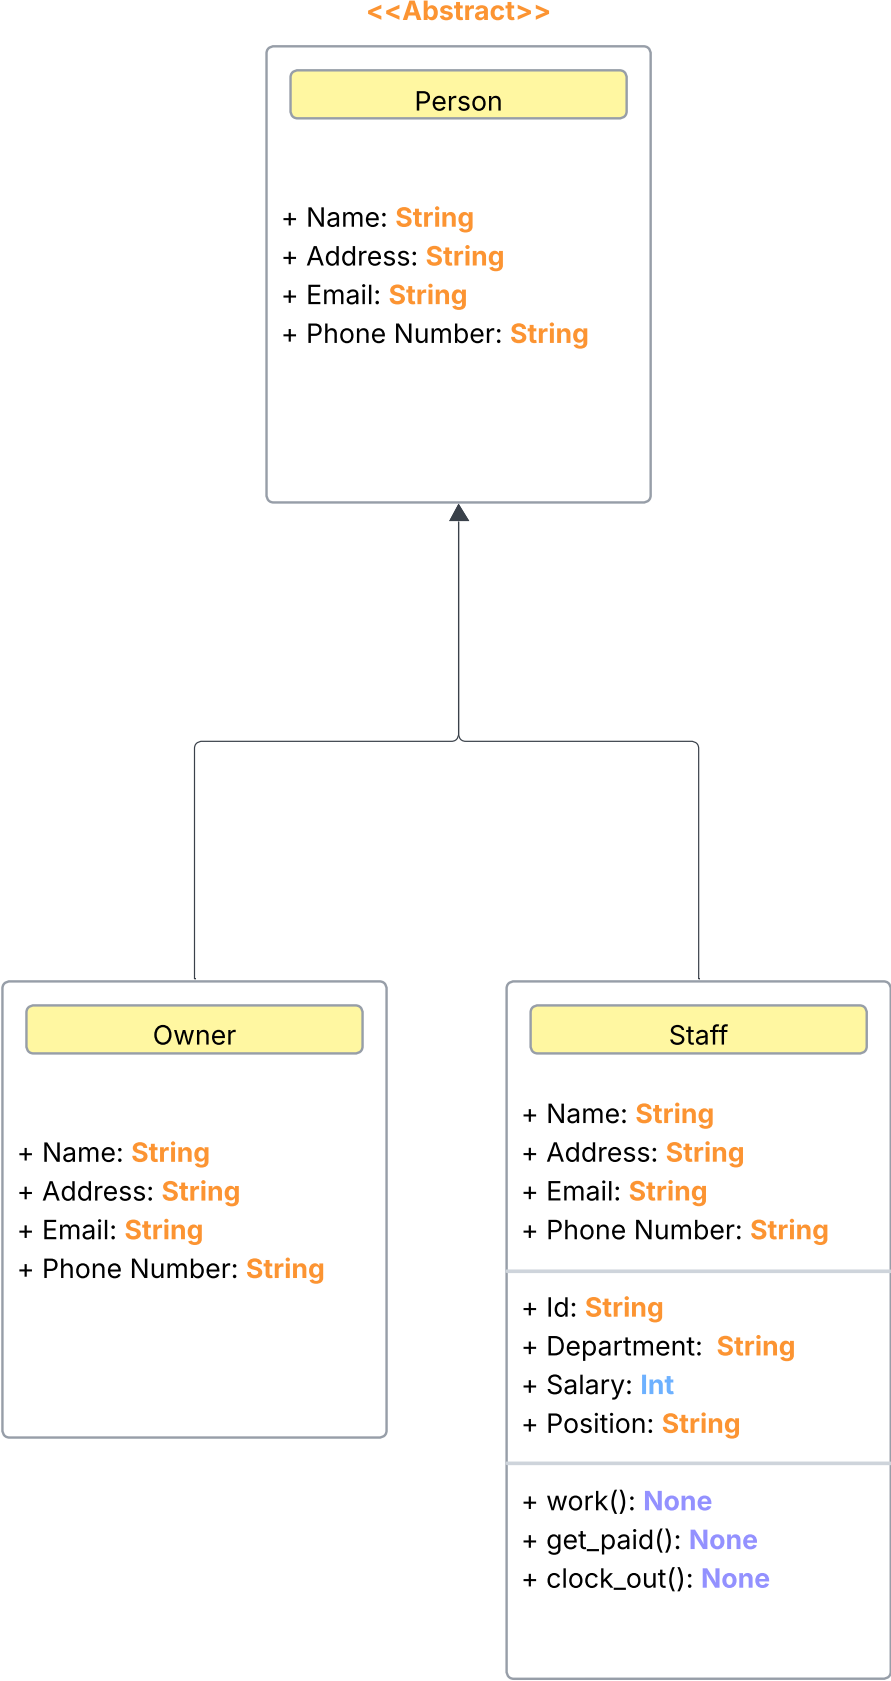 <<Abstract>>
Person
+ Name: String
+ Address: String
+ Email: String
+ Phone Number: String
Owner
+ Name: String
+ Address: String
+ Email: String
+ Phone Number: String
Staff
+ Name: String
+ Address: String
+ Email: String
+ Phone Number: String
+ Id: String
+ Department:  String
+ Salary: Int
+ Position: String
+ work(): None
+ get_paid(): None
+ clock_out(): None